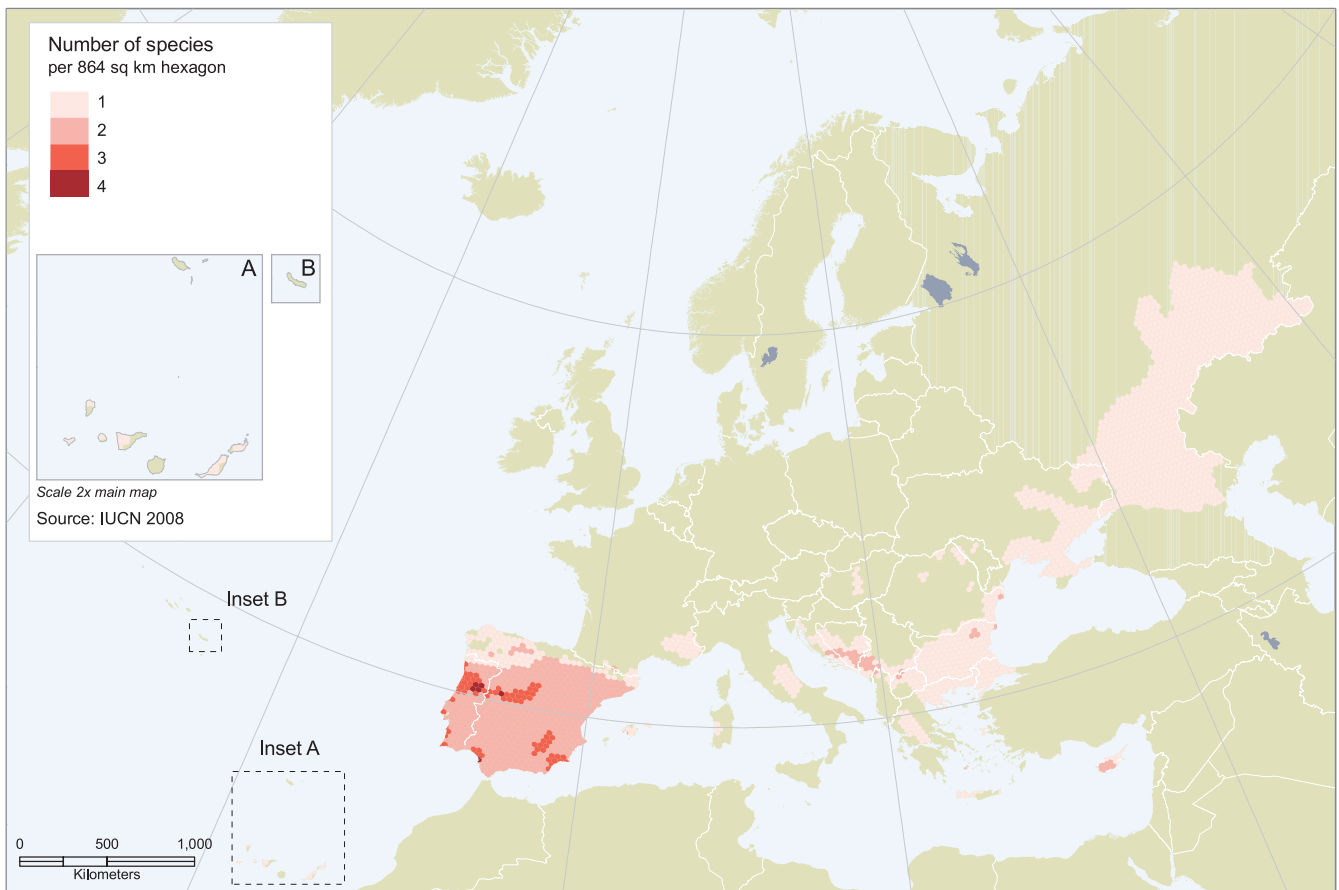 Number of species
per 864 sq km hexagon
1
2
3
4
A
B
Scale 2x main map
Source: IUCN 2008
Inset B
Inset A
0 500 1,000
Kilometers